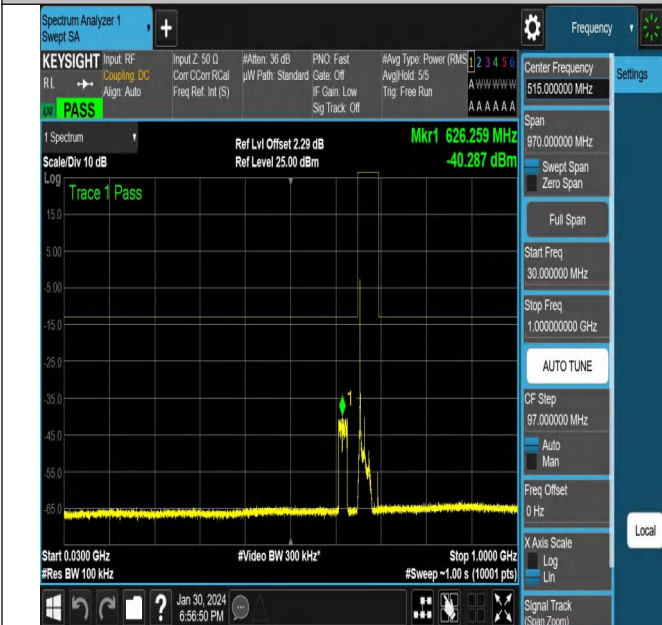 Spectrum Analyzer 1
Swept SA
Frequency
KEYSIGHT
RL
Input: RF
Coupling: DC
Align: Auto
Input Z: 50 Ω
Corr CCorr RCal
Freq Ref: Int (S)
#Atten: 36 dB
µW Path: Standard
PNO: Fast
Gate: Off
IF Gain: Low
Sig Track: Off
#Avg Type: Power (RMS
Avg|Hold: 5/5
Trig: Free Run
1 2 3 4 5 6
A W W W W W
A A A A A A
PASS
1 Spectrum
Scale/Div 10 dB
Ref Lvl Offset 2.29 dB
Ref Level 25.00 dBm
Mkr1 626.259 MHz
-40.287 dBm
Log
Trace 1 Pass
15.0
5.00
-5.00
-15.0
-25.0
-35.0
-45.0
-55.0
-65.0
1
Start 0.0300 GHz
#Video BW 300 kHz*
Stop 1.0000 GHz
#Res BW 100 kHz
#Sweep ~1.00 s (10001 pts)
Jan 30, 2024
6:56:50 PM
Center Frequency
515.000000 MHz
Settings
Span
970.000000 MHz
Swept Span
Zero Span
Full Span
Start Freq
30.000000 MHz
Stop Freq
1.000000000 GHz
AUTO TUNE
CF Step
97.000000 MHz
Auto
Man
Freq Offset
0 Hz
Local
X Axis Scale
Log
Lin
Signal Track
(Span Zoom)